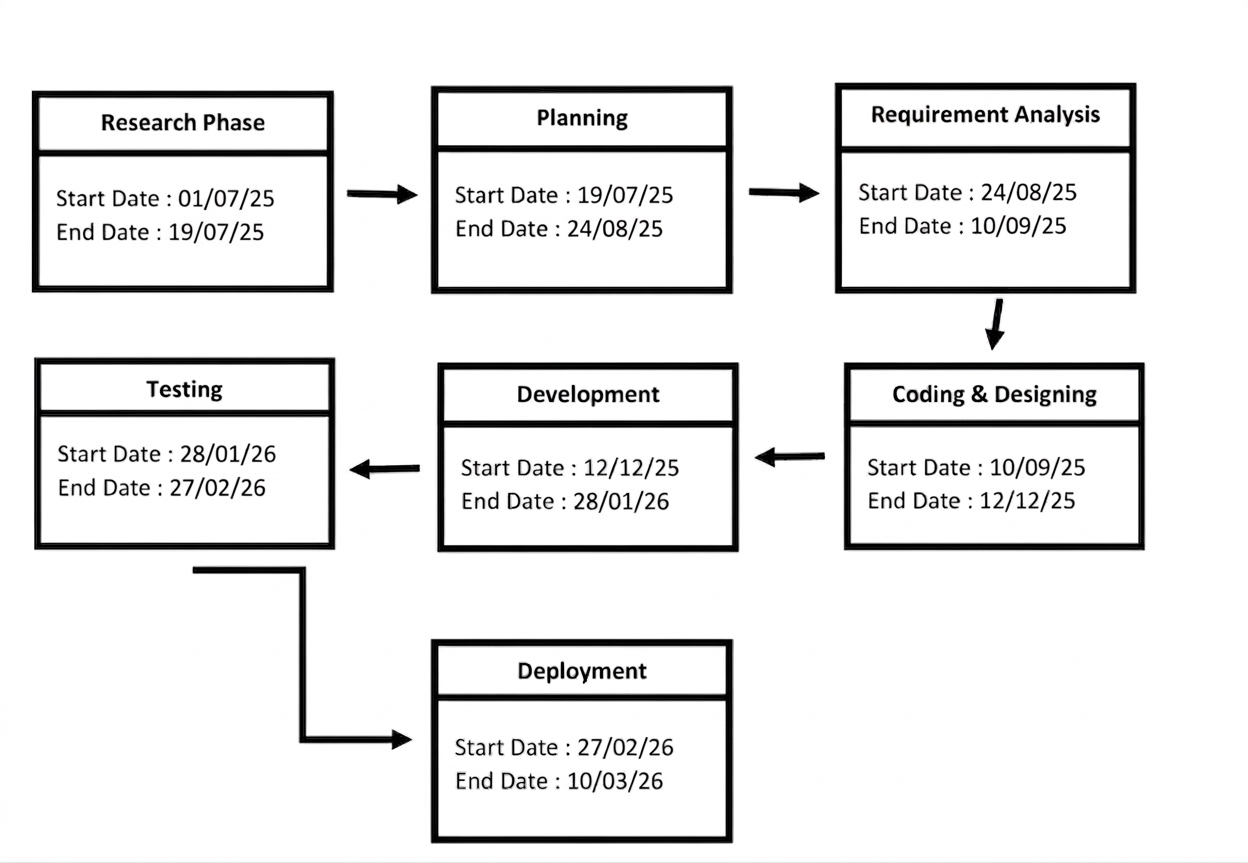 Research Phase
Start Date : 01/07/25
End Date : 19/07/25
Planning
Start Date : 19/07/25
End Date : 24/08/25
Requirement Analysis
Start Date : 24/08/25
End Date : 10/09/25
Coding & Designing
Start Date : 10/09/25
End Date : 12/12/25
Development
Start Date : 12/12/25
End Date : 28/01/26
Testing
Start Date : 28/01/26
End Date : 27/02/26
Deployment
Start Date : 27/02/26
End Date : 10/03/26